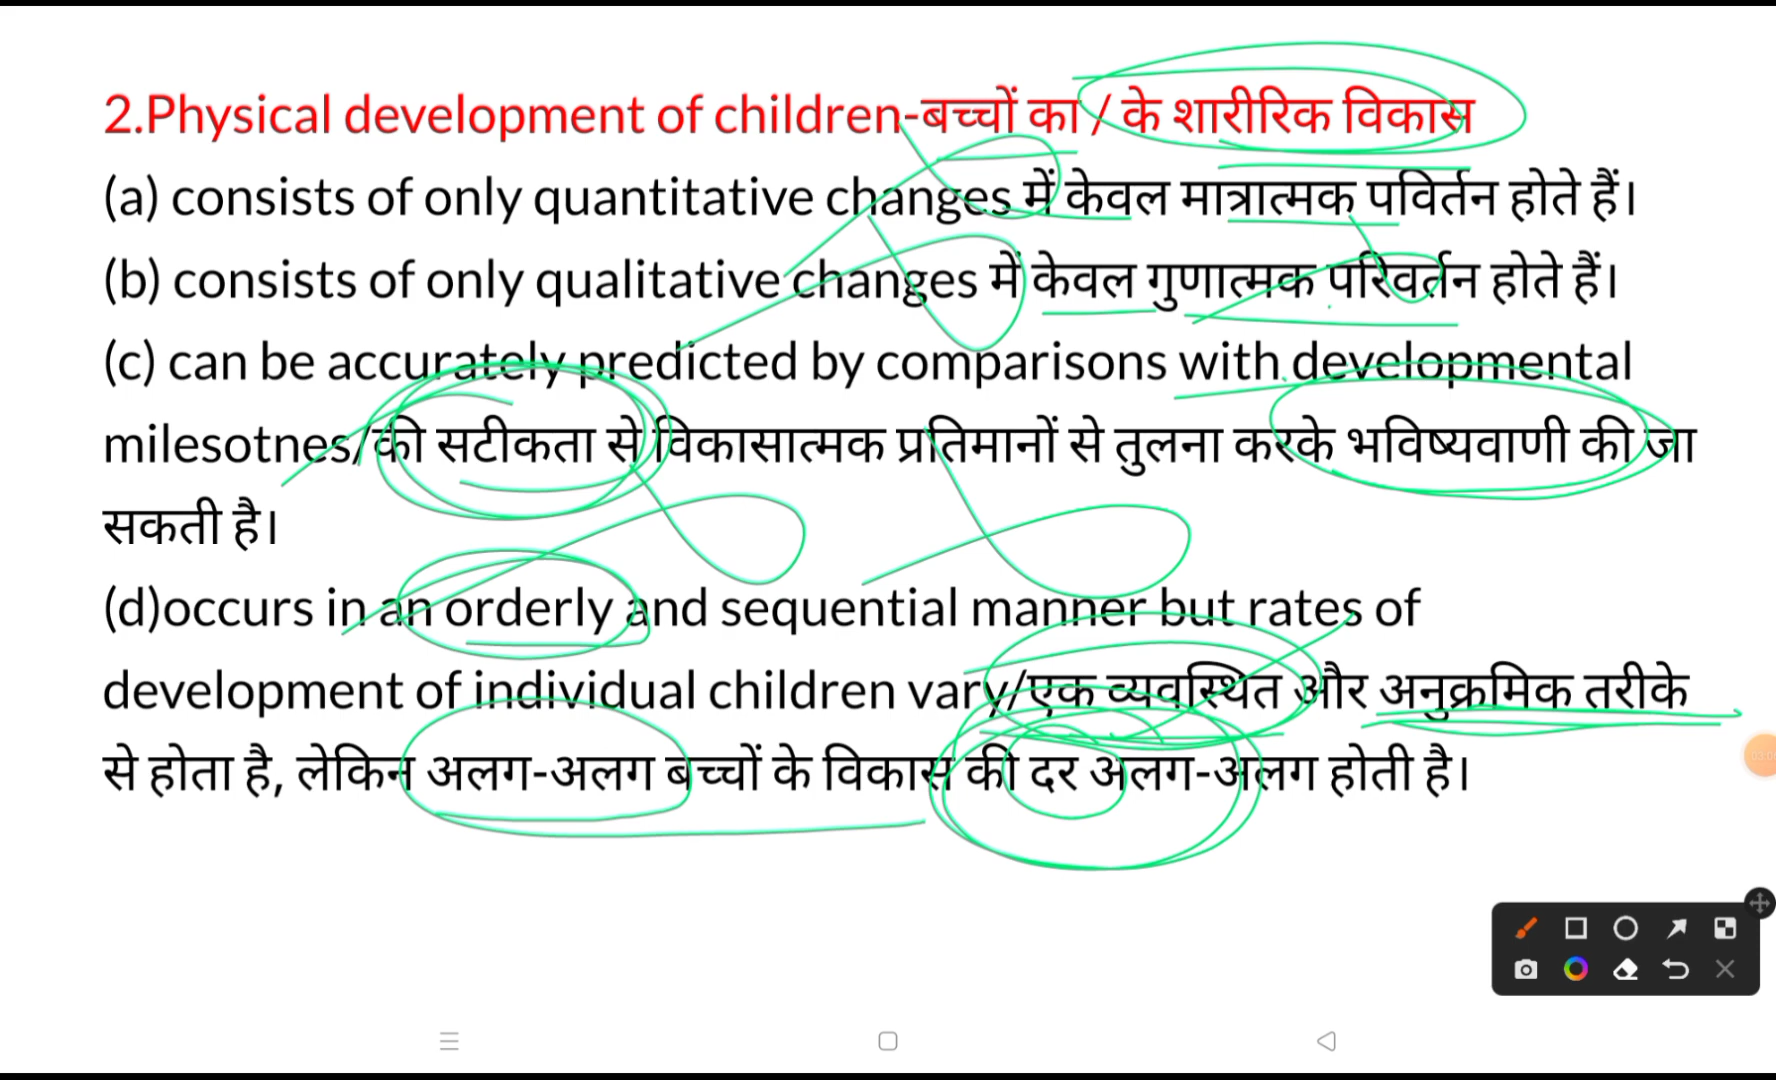 2.Physical development of children-बच्चों का / के शारीरिक विकास
(a) consists of only quantitative changes में केवल मात्रात्मक पविर्तन होते हैं।
(b) consists of only qualitative changes में केवल गुणात्मक परिवर्तन होते हैं।
(c) can be accurately predicted by comparisons with developmental
milesotnes/की सटीकता से विकासात्मक प्रतिमानों से तुलना करके भविष्यवाणी की जा
सकती है।
(d)occurs in an orderly and sequential manner but rates of
development of individual children vary/एक व्यवस्थित और अनुक्रमिक तरीके
से होता है, लेकिन अलग-अलग बच्चों के विकास की दर अलग-अलग होती है।